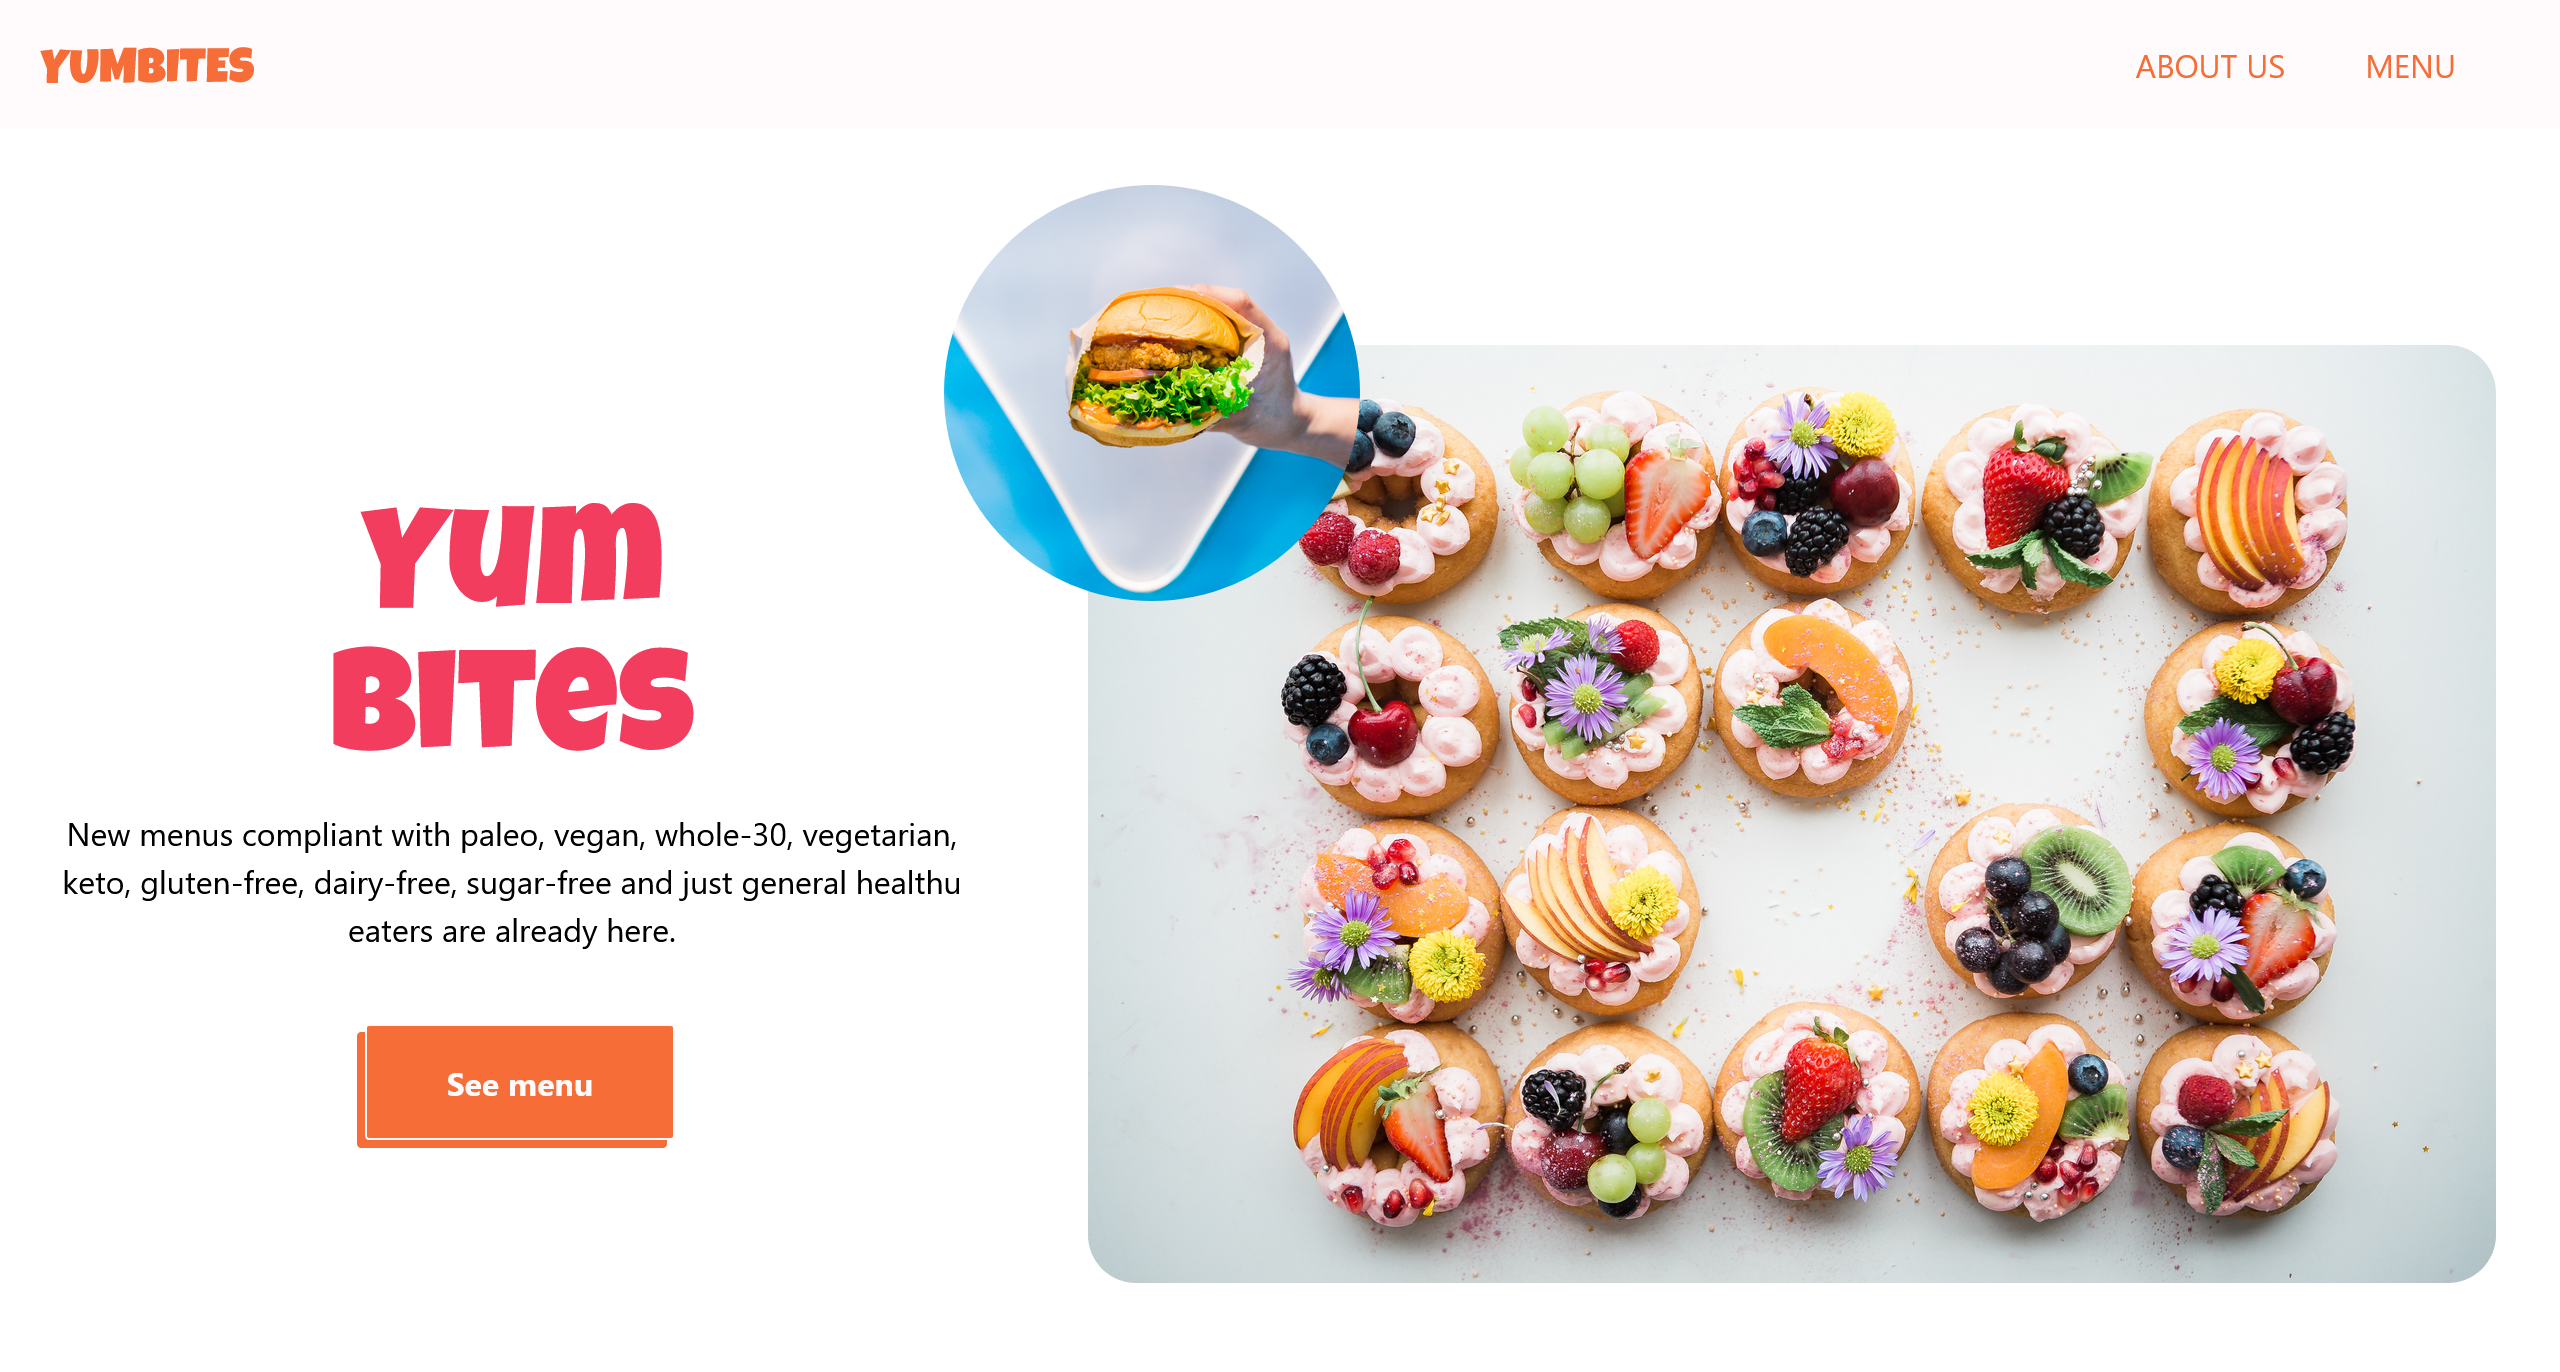 YUMBITES
ABOUT US
MENU
Yum
Bites
New menus compliant with paleo, vegan, whole-30, vegetarian,
keto, gluten-free, dairy-free, sugar-free and just general healthu
eaters are already here.
See menu